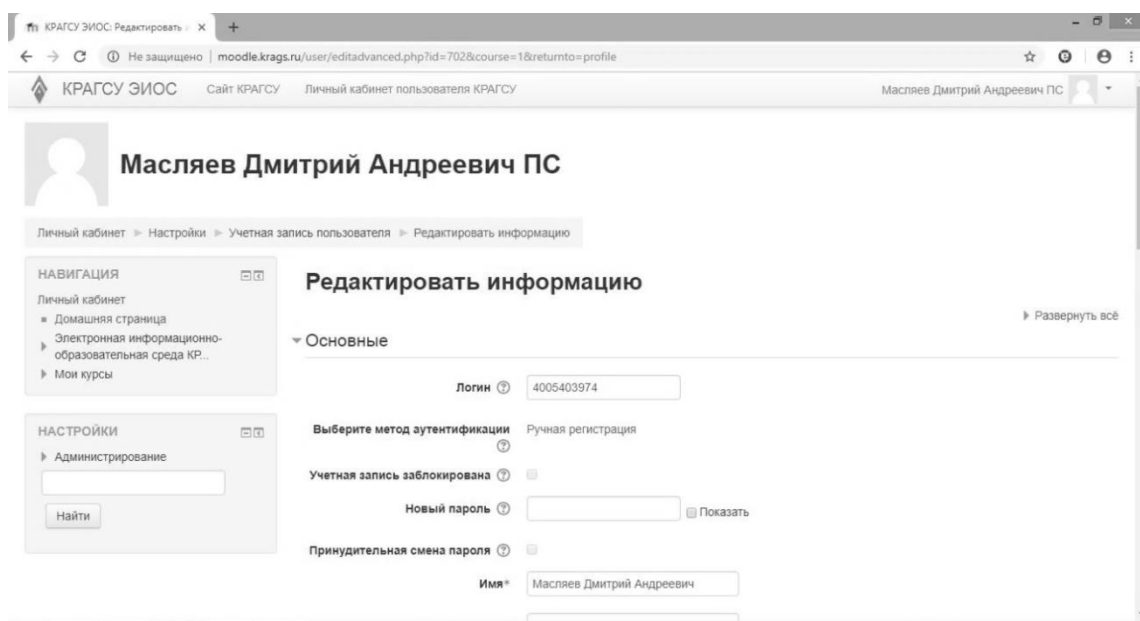 КРАГСУ ЭИОС: Редактировать
Не защищено | moodle.krags.ru/user/editadvanced.php?id=702&course=1&returnto=profile
КРАГСУ ЭИОС Сайт КРАГСУ Личный кабинет пользователя КРАГСУ Масляев Дмитрий Андреевич ПС
Масляев Дмитрий Андреевич ПС
Личный кабинет Настройки Учетная запись пользователя Редактировать информацию
НАВИГАЦИЯ
Личный кабинет
Домашняя страница
Электронная информационно-
образовательная среда КР...
Мои курсы
НАСТРОЙКИ
Администрирование
Найти
Редактировать информацию
Развернуть всё
Основные
Логин 4005403974
Выберите метод аутентификации Ручная регистрация
Учетная запись заблокирована
Новый пароль Показать
Принудительная смена пароля
Имя* Масляев Дмитрий Андреевич